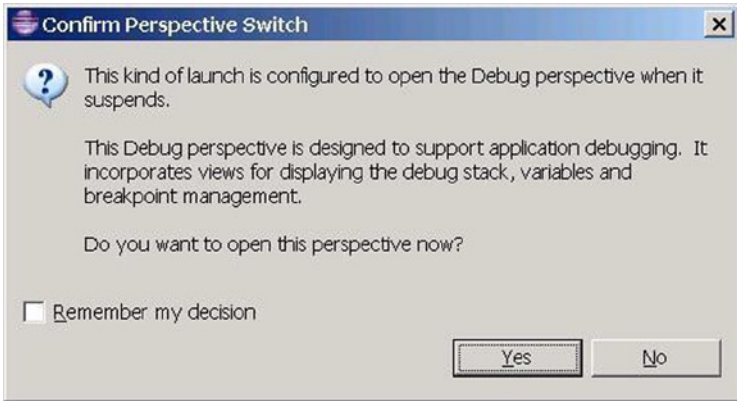 Confirm Perspective Switch
This kind of launch is configured to open the Debug perspective when it
suspends.
This Debug perspective is designed to support application debugging. It
incorporates views for displaying the debug stack, variables and
breakpoint management.
Do you want to open this perspective now?
Remember my decision
Yes No